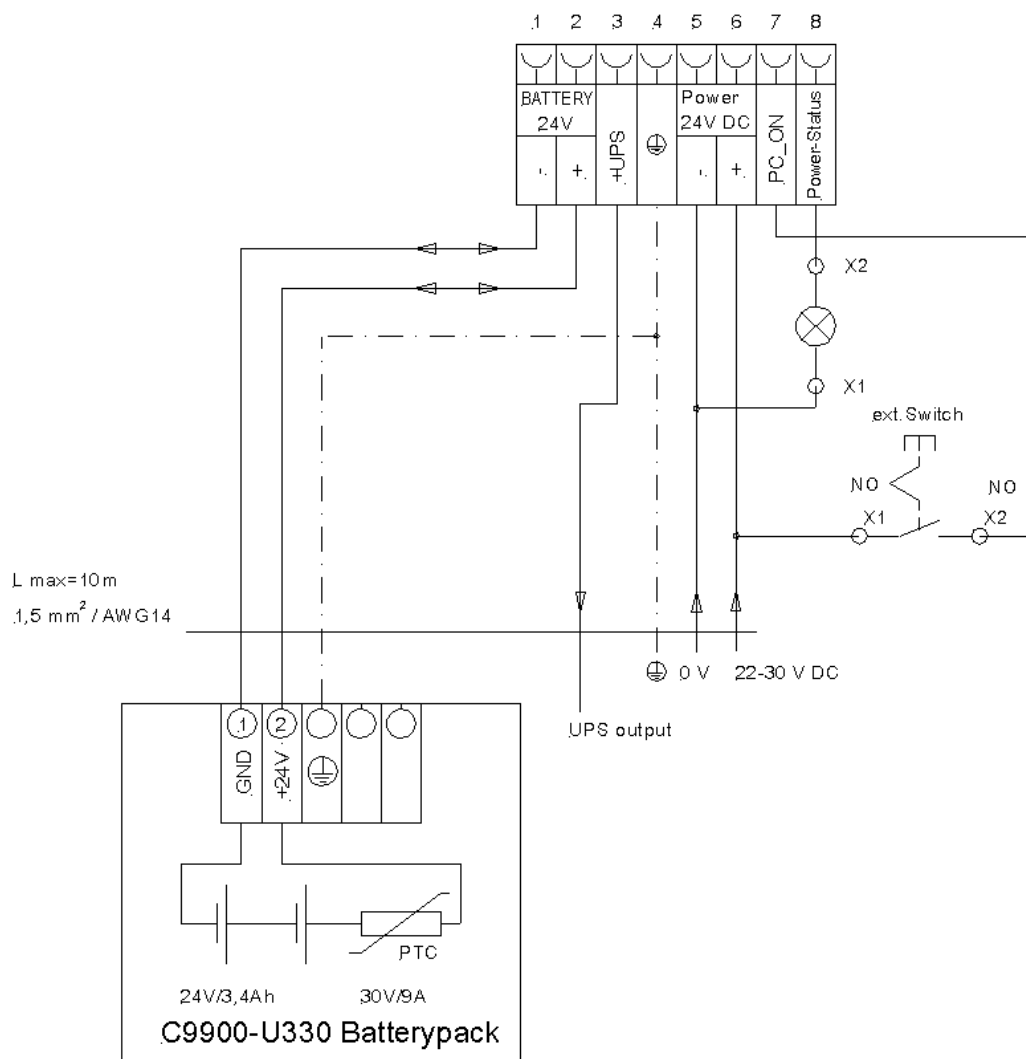 1 2 3 4 5 6 7 8
BATTERY
24V
- +
+UPS
Power
24V DC
- +
PC_ON
Power-Status
X2
X1
ext.Switch
NO NO
X1 X2
L max=10m
1,5 mm² / AWG14
0 V 22-30 V DC
UPS output
1 2
GND
+24V
PTC
24V/3,4Ah 30V/9A
C9900-U330 Batterypack